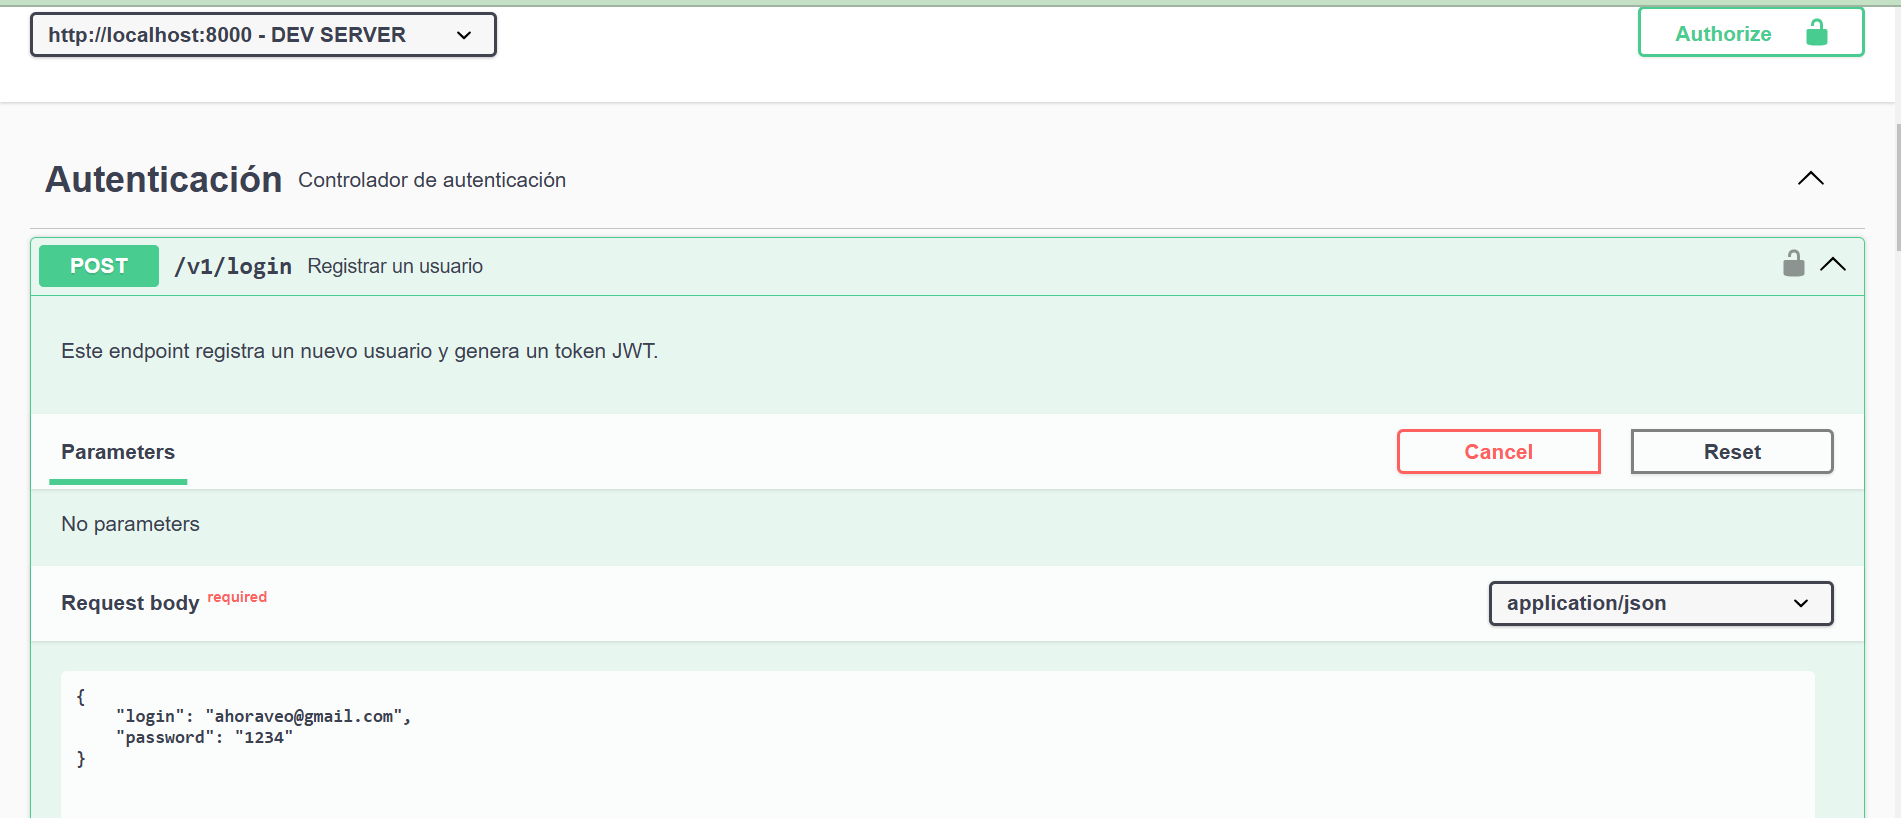 http://localhost:8000 - DEV SERVER
Authorize
Autenticación Controlador de autenticación
POST /v1/login Registrar un usuario
Este endpoint registra un nuevo usuario y genera un token JWT.
Parameters
Cancel
Reset
No parameters
Request body required
application/json
{
    "login": "ahoraveo@gmail.com",
    "password": "1234"
}